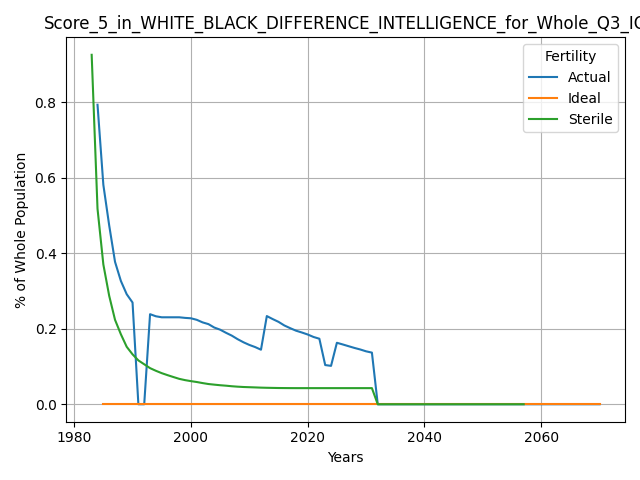 Score_5_in_WHITE_BLACK_DIFFERENCE_INTELLIGENCE_for_Whole_Q3_IC
Fertility
Actual
Ideal
Sterile
% of Whole Population
0.8
0.6
0.4
0.2
0.0
1980 2000 2020 2040 2060
Years